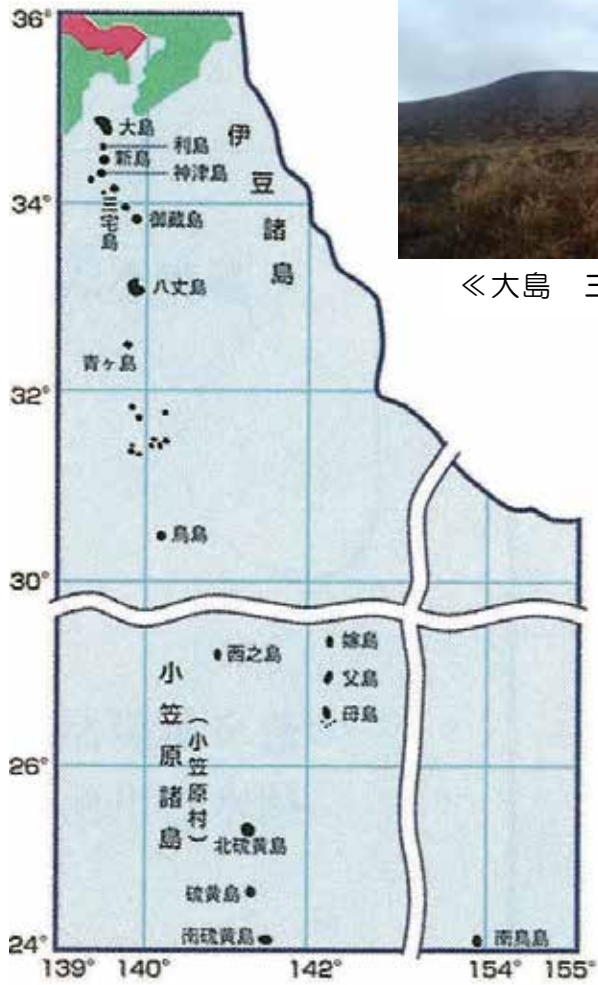 36°
大島
利島
新島
神津島
三宅島
御蔵島
伊豆諸島
34°
八丈島
≪大島
青ヶ島
32°
鳥島
30°
西之島
嫁島
父島
母島
小笠原諸島
(小笠原村)
26°
北硫黄島
硫黄島
南硫黄島
南鳥島
24°
139° 140° 142° 154° 155°